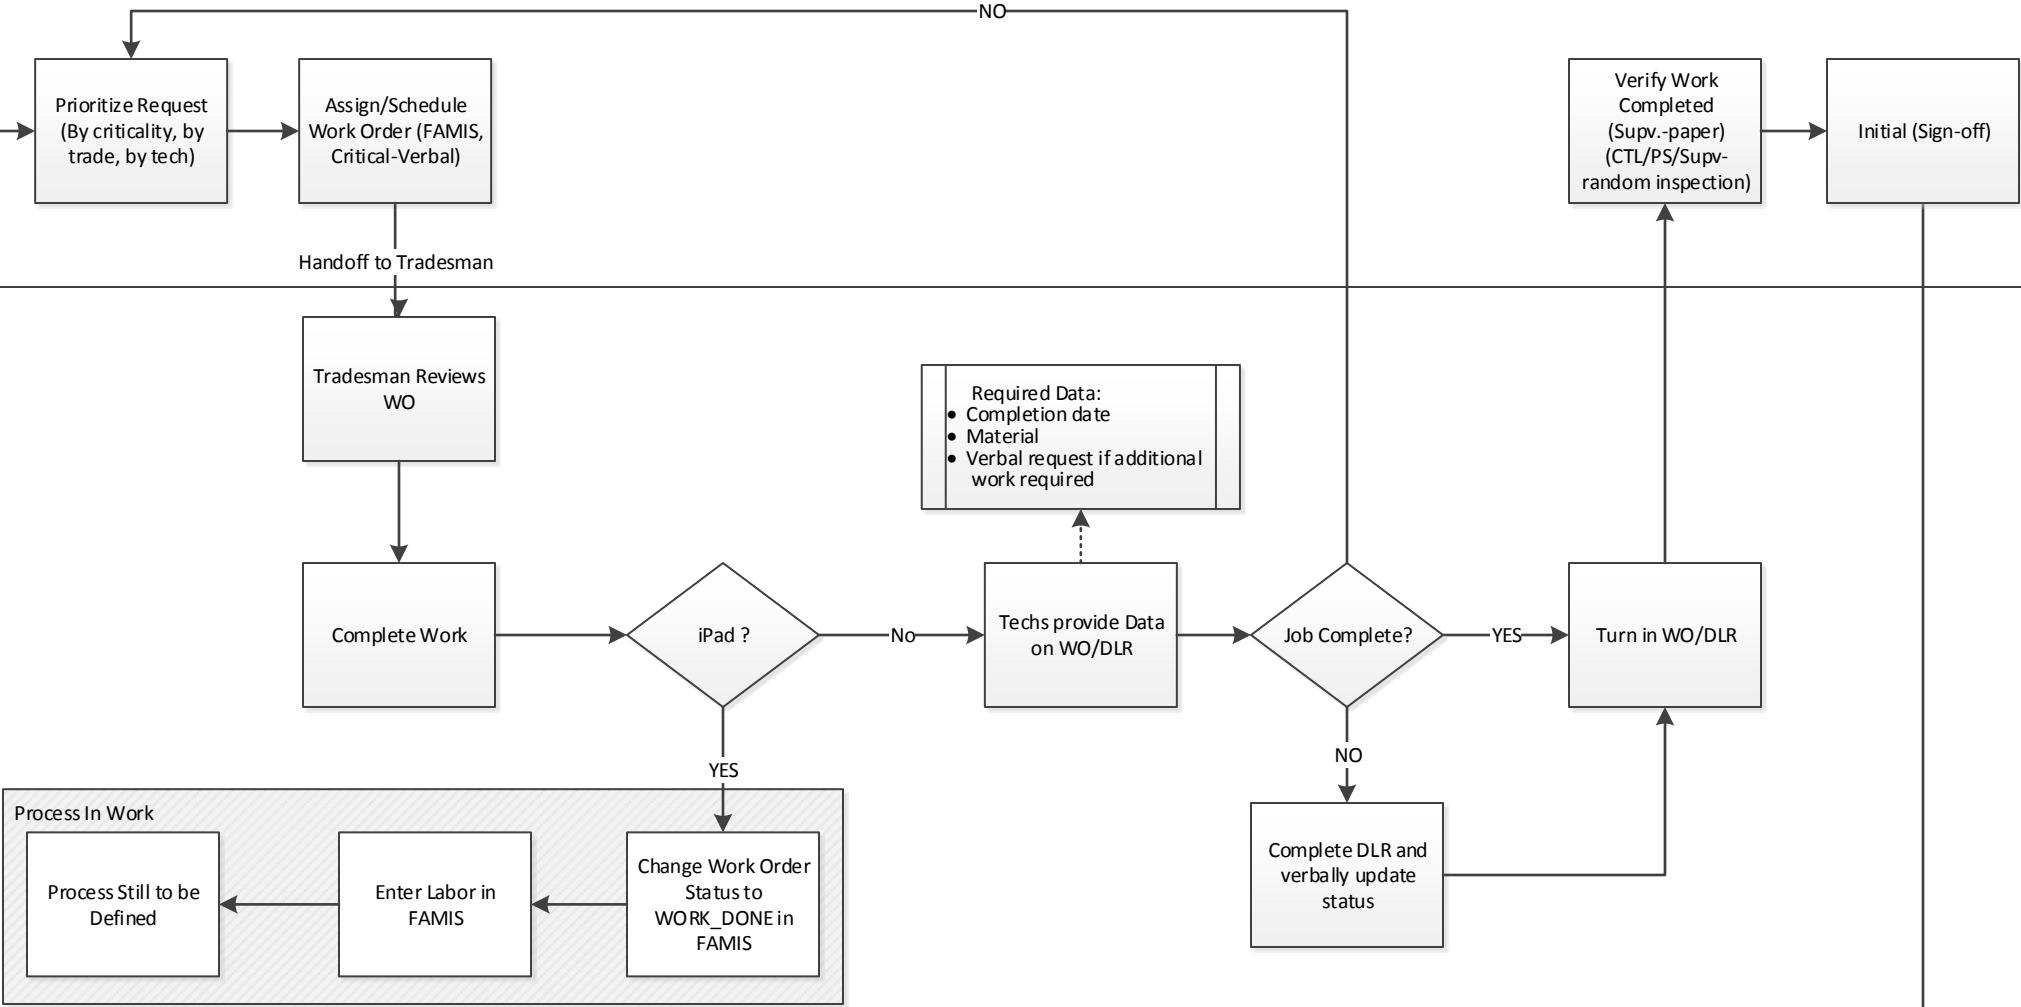 NO
Prioritize Request
(By criticality, by
trade, by tech)
Assign/Schedule
Work Order (FAMIS,
Critical-Verbal)
Verify Work
Completed
(Supv.-paper)
(CTL/PS/Supv-
random inspection)
Initial (Sign-off)
Handoff to Tradesman
Tradesman Reviews
WO
Required Data:
• Completion date
• Material
• Verbal request if additional
work required
Complete Work
iPad ?
No
Techs provide Data
on WO/DLR
Job Complete?
YES
Turn in WO/DLR
YES
NO
Process In Work
Process Still to be
Defined
Enter Labor in
FAMIS
Change Work Order
Status to
WORK_DONE in
FAMIS
Complete DLR and
verbally update
status